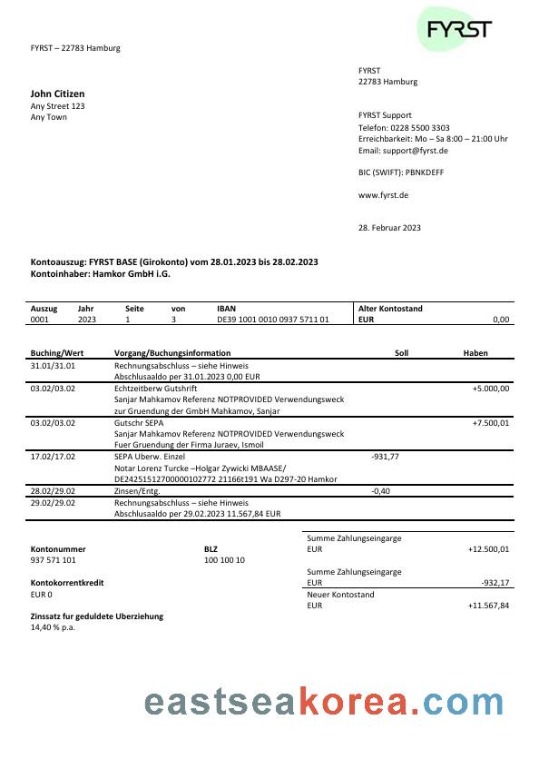 FYRST
FYRST – 22783 Hamburg
FYRST
22783 Hamburg
John Citizen
Any Street 123
Any Town
FYRST Support
Telefon: 0228 5500 3303
Erreichbarkeit: Mo – Sa 8:00 – 21:00 Uhr
Email: support@fyrst.de
BIC (SWIFT): PBNKDEFF
www.fyrst.de
28. Februar 2023
Kontoauszug: FYRST BASE (Girokonto) vom 28.01.2023 bis 28.02.2023
Kontoinhaber: Hamkor GmbH i.G.
Auszug Jahr Seite von IBAN Alter Kontostand
0001 2023 1 3 DE39 1001 0010 0937 5711 01 EUR 0,00
Buching/Wert Vorgang/Buchungsinformation Soll Haben
31.01/31.01 Rechnungsabschluss – siehe Hinweis
Abschlusaaldo per 31.01.2023 0,00 EUR
03.02/03.02 Echtzeitberw Gutshrift +5.000,00
Sanjar Mahkamov Referenz NOTPROVIDED Verwendungsweck
zur Gruendung der GmbH Mahkamov, Sanjar
03.02/03.02 Gutschr SEPA +7.500,01
Sanjar Mahkamov Referenz NOTPROVIDED Verwendungsweck
Fuer Gruendung der Firma Juraev, Ismoil
17.02/17.02 SEPA Uberw. Einzel -931,77
Notar Lorenz Turcke –Holgar Zywicki MBAASE/
DE24251512700000102772 21166t191 Wa D297-20 Hamkor
28.02/29.02 Zinsen/Entg. -0,40
29.02/29.02 Rechnungsabschluss – siehe Hinweis
Abschlusaaldo per 29.02.2023 11.567,84 EUR
Summe Zahlungseingarge
Kontonummer BLZ EUR +12.500,01
937 571 101 100 100 10
Summe Zahlungseingarge
Kontokorrentkredit EUR -932,17
EUR 0 Neuer Kontostand
EUR +11.567,84
Zinssatz fur geduldete Uberziehung
14,40 % p.a.
eastseakorea.com